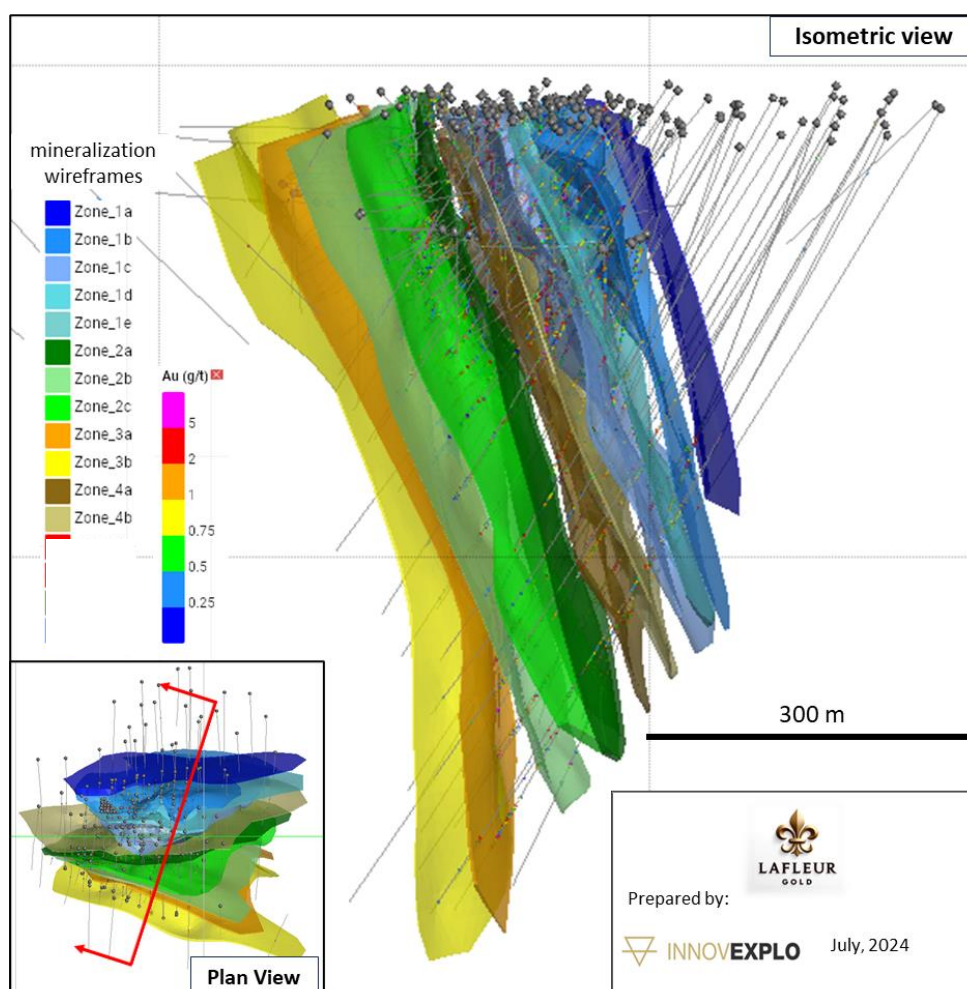 Isometric view
mineralization
wireframes
Zone_1a
Zone_1b
Zone_1c
Zone_1d
Zone_1e
Zone_2a
Zone_2b
Zone_2c
Zone_3a
Zone_3b
Zone_4a
Zone_4b
Au (g/t)
5
2
1
0.75
0.5
0.25
300 m
Plan View
LAFLEUR
GOLD
Prepared by:
INNOVEXPLO
July, 2024